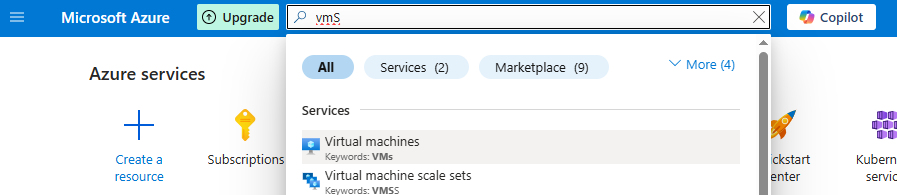 Microsoft Azure
Upgrade
vmS
Copilot
All
Services (2)
Marketplace (9)
More (4)
Azure services
Services
Create a
resource
Subscriptions
Virtual machines
Keywords: VMs
Virtual machine scale sets
Keywords: VMSS
ickstart
enter
Kubern
servic